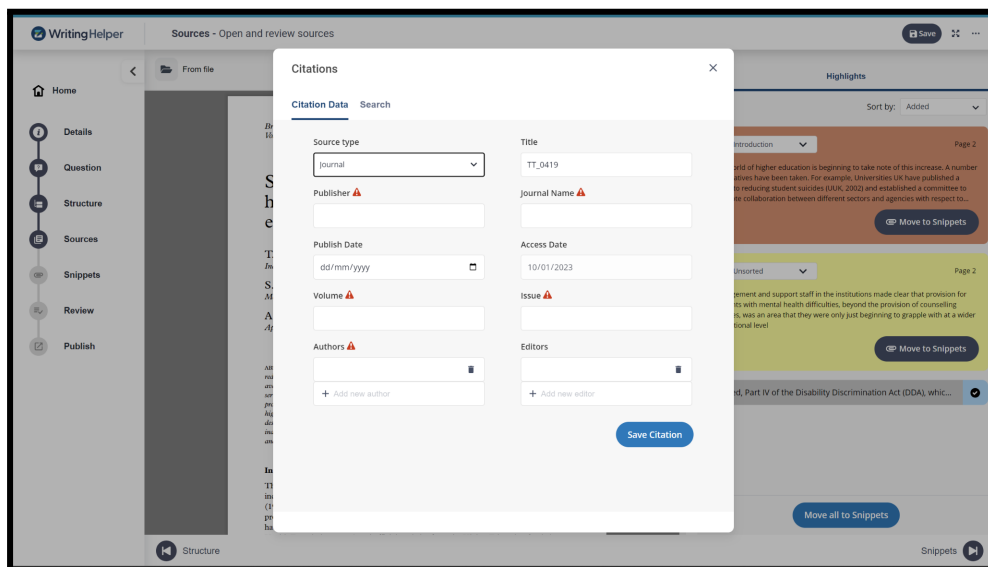 WritingHelper
Sources - Open and review sources
Save
Home
Details
Question
Structure
Sources
Snippets
Review
Publish
From file
Citations
Citation Data
Search
Source type
Title
Journal
TT_0419
Publisher
Journal Name
Publish Date
Access Date
dd/mm/yyyy
10/01/2023
Volume
Issue
Authors
Editors
+ Add new author
+ Add new editor
Save Citation
Highlights
Sort by: Added
Introduction
Page 2
orld of higher education is beginning to take note of this increase. A number
atives have been taken. For example, Universities UK have published a
to reducing student suicides (UUK, 2002) and established a committee to
te collaboration between different sectors and agencies with respect to...
Move to Snippets
Unsorted
Page 2
gement and support staff in the institutions made clear that provision for
nts with mental health difficulties, beyond the provision of counselling
es, was an area that they were only just beginning to grapple with at a wider
tional level
Move to Snippets
ed, Part IV of the Disability Discrimination Act (DDA), whic...
Move all to Snippets
Structure
Snippets